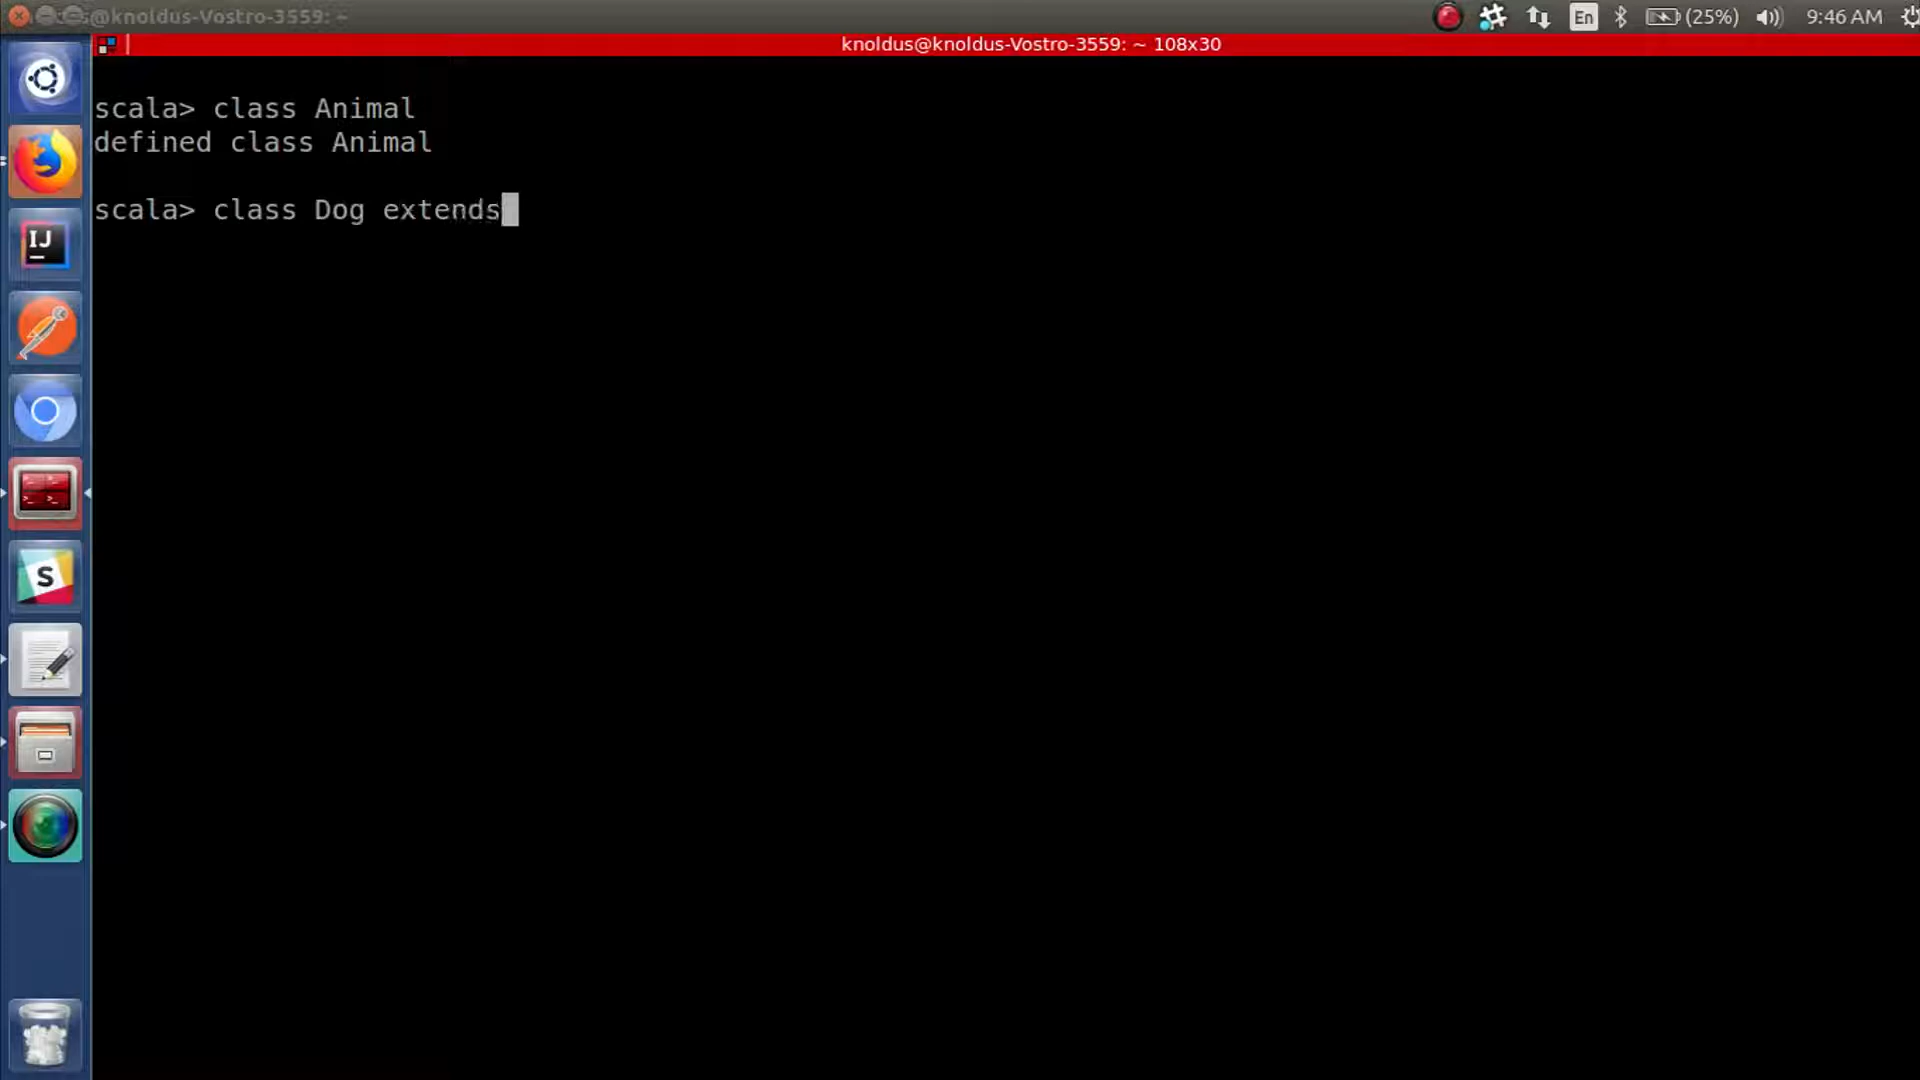 @knoldus-Vostro-3559: ~
En
(25%)
9:46 AM
knoldus@knoldus-Vostro-3559: ~ 108x30
scala> class Animal
defined class Animal
scala> class Dog extends
IJ
S